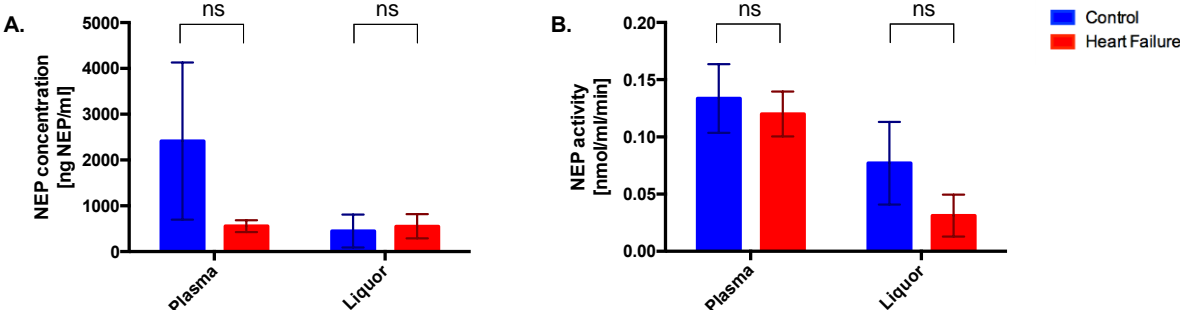 A.
ns ns
NEP concentration
[ng NEP/ml]
5000
4000
3000
2000
1000
0
Plasma
Liquor
B.
ns ns
NEP activity
[nmol/ml/min]
0.20
0.15
0.10
0.05
0.00
Plasma
Liquor
Control
Heart Failure